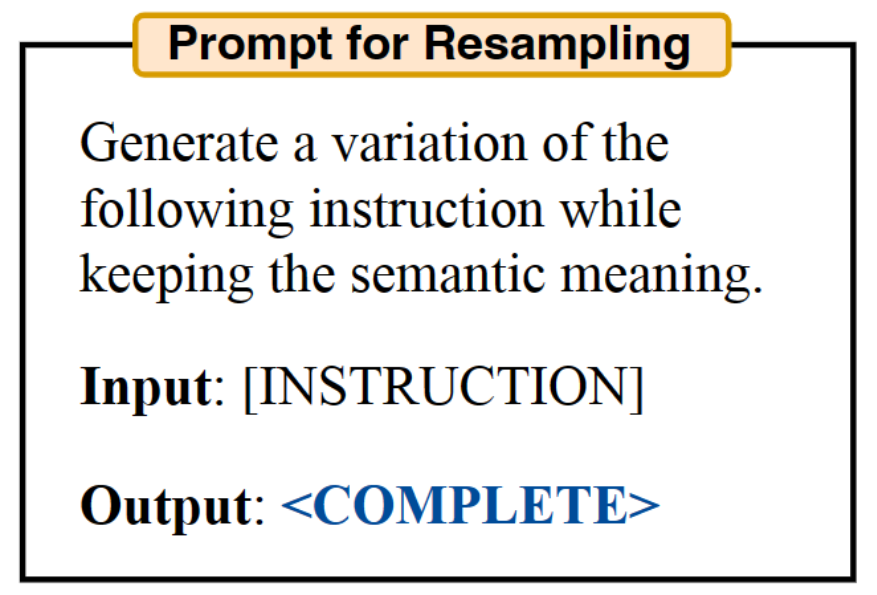 Prompt for Resampling
Generate a variation of the
following instruction while
keeping the semantic meaning.
Input: [INSTRUCTION]
Output: <COMPLETE>